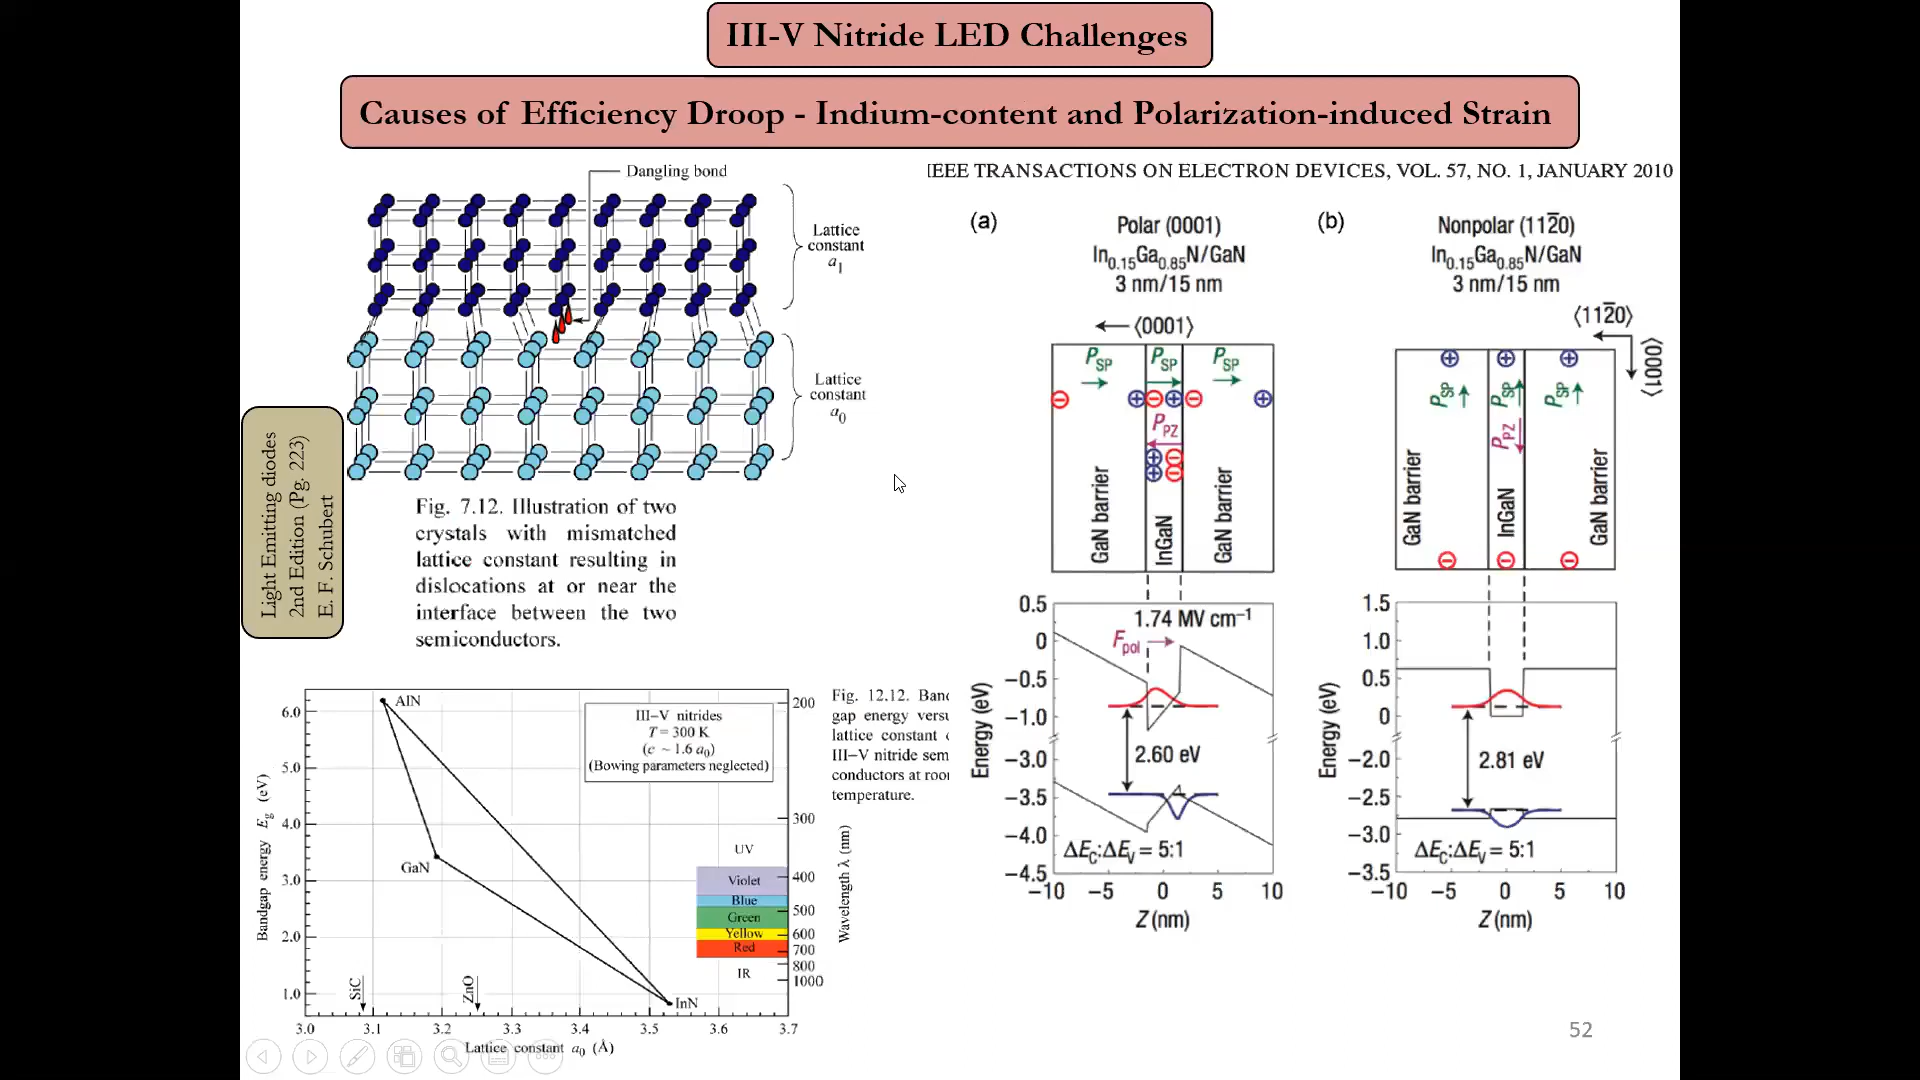 III-V Nitride LED Challenges
Causes of Efficiency Droop - Indium-content and Polarization-induced Strain
Dangling bond
Lattice
constant
a1
Lattice
constant
a0
Light Emitting diodes
2nd Edition (Pg. 223)
E. F. Schubert
Fig. 7.12. Illustration of two
crystals with mismatched
lattice constant resulting in
dislocations at or near the
interface between the two
semiconductors.
Bandgap energy Eg (eV)
6.0
5.0
4.0
3.0
2.0
1.0
AlN
GaN
InN
III–V nitrides
T = 300 K
(c ~ 1.6 a0)
(Bowing parameters neglected)
UV
Violet
Blue
Green
Yellow
Red
IR
200
300
400
500
600
700
800
1000
Wavelength λ (nm)
SiC
ZnO
3.0 3.1 3.2 3.3 3.4 3.5 3.6 3.7
Lattice constant a0 (Å)
Fig. 12.12. Ban
gap energy versu
lattice constant
III–V nitride sem
conductors at roo
temperature.
IEEE TRANSACTIONS ON ELECTRON DEVICES, VOL. 57, NO. 1, JANUARY 2010
(a)
Polar (0001)
In0.15Ga0.85N/GaN
3 nm/15 nm
⟨0001⟩
PSP PSP PSP
PPZ
GaN barrier
InGaN
GaN barrier
0.5
0
−0.5
−1.0
−3.0
−3.5
−4.0
−4.5
Energy (eV)
1.74 MV cm−1
Fpol
2.60 eV
ΔEC:ΔEV = 5:1
−10 −5 0 5 10
Z (nm)
(b)
Nonpolar (112̅0)
In0.15Ga0.85N/GaN
3 nm/15 nm
⟨112̅0⟩
⟨0001⟩
PSP PSP PSP
PPZ
GaN barrier
InGaN
GaN barrier
1.5
1.0
0.5
0
−2.0
−2.5
−3.0
−3.5
Energy (eV)
2.81 eV
ΔEC:ΔEV = 5:1
−10 −5 0 5 10
Z (nm)
52